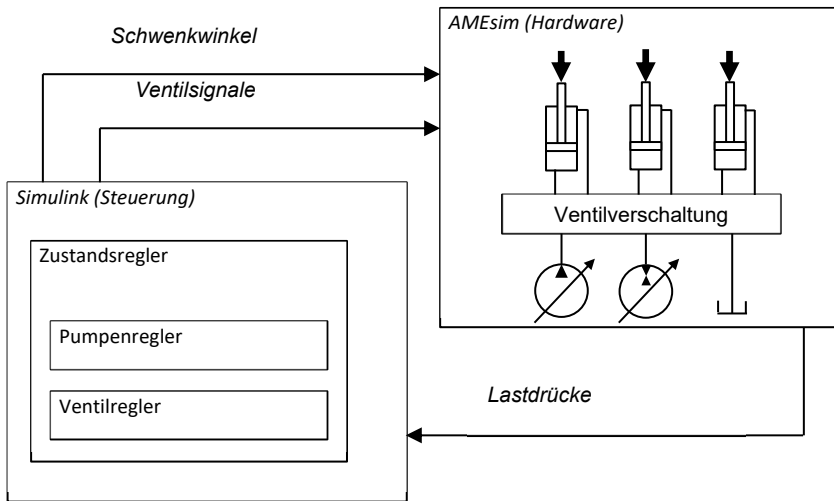 Schwenkwinkel
Ventilsignale
AMEsim (Hardware)
Ventilverschaltung
Simulink (Steuerung)
Zustandsregler
Pumpenregler
Ventilregler
Lastdrücke